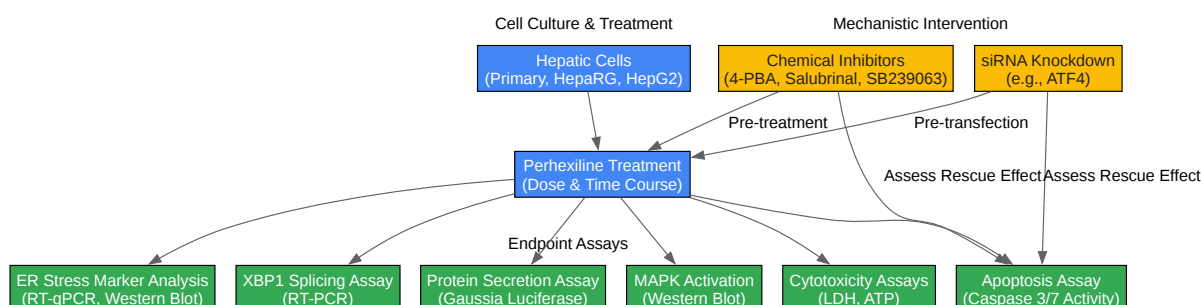 Cell Culture & Treatment
Mechanistic Intervention
Hepatic Cells
(Primary, HepaRG, HepG2)
Chemical Inhibitors
(4-PBA, Salubrinal, SB239063)
siRNA Knockdown
(e.g., ATF4)
Pre-treatment
Pre-transfection
Perhexiline Treatment
(Dose & Time Course)
Assess Rescue Effect
Assess Rescue Effect
Endpoint Assays
ER Stress Marker Analysis
(RT-qPCR, Western Blot)
XBP1 Splicing Assay
(RT-PCR)
Protein Secretion Assay
(Gaussia Luciferase)
MAPK Activation
(Western Blot)
Cytotoxicity Assays
(LDH, ATP)
Apoptosis Assay
(Caspase 3/7 Activity)